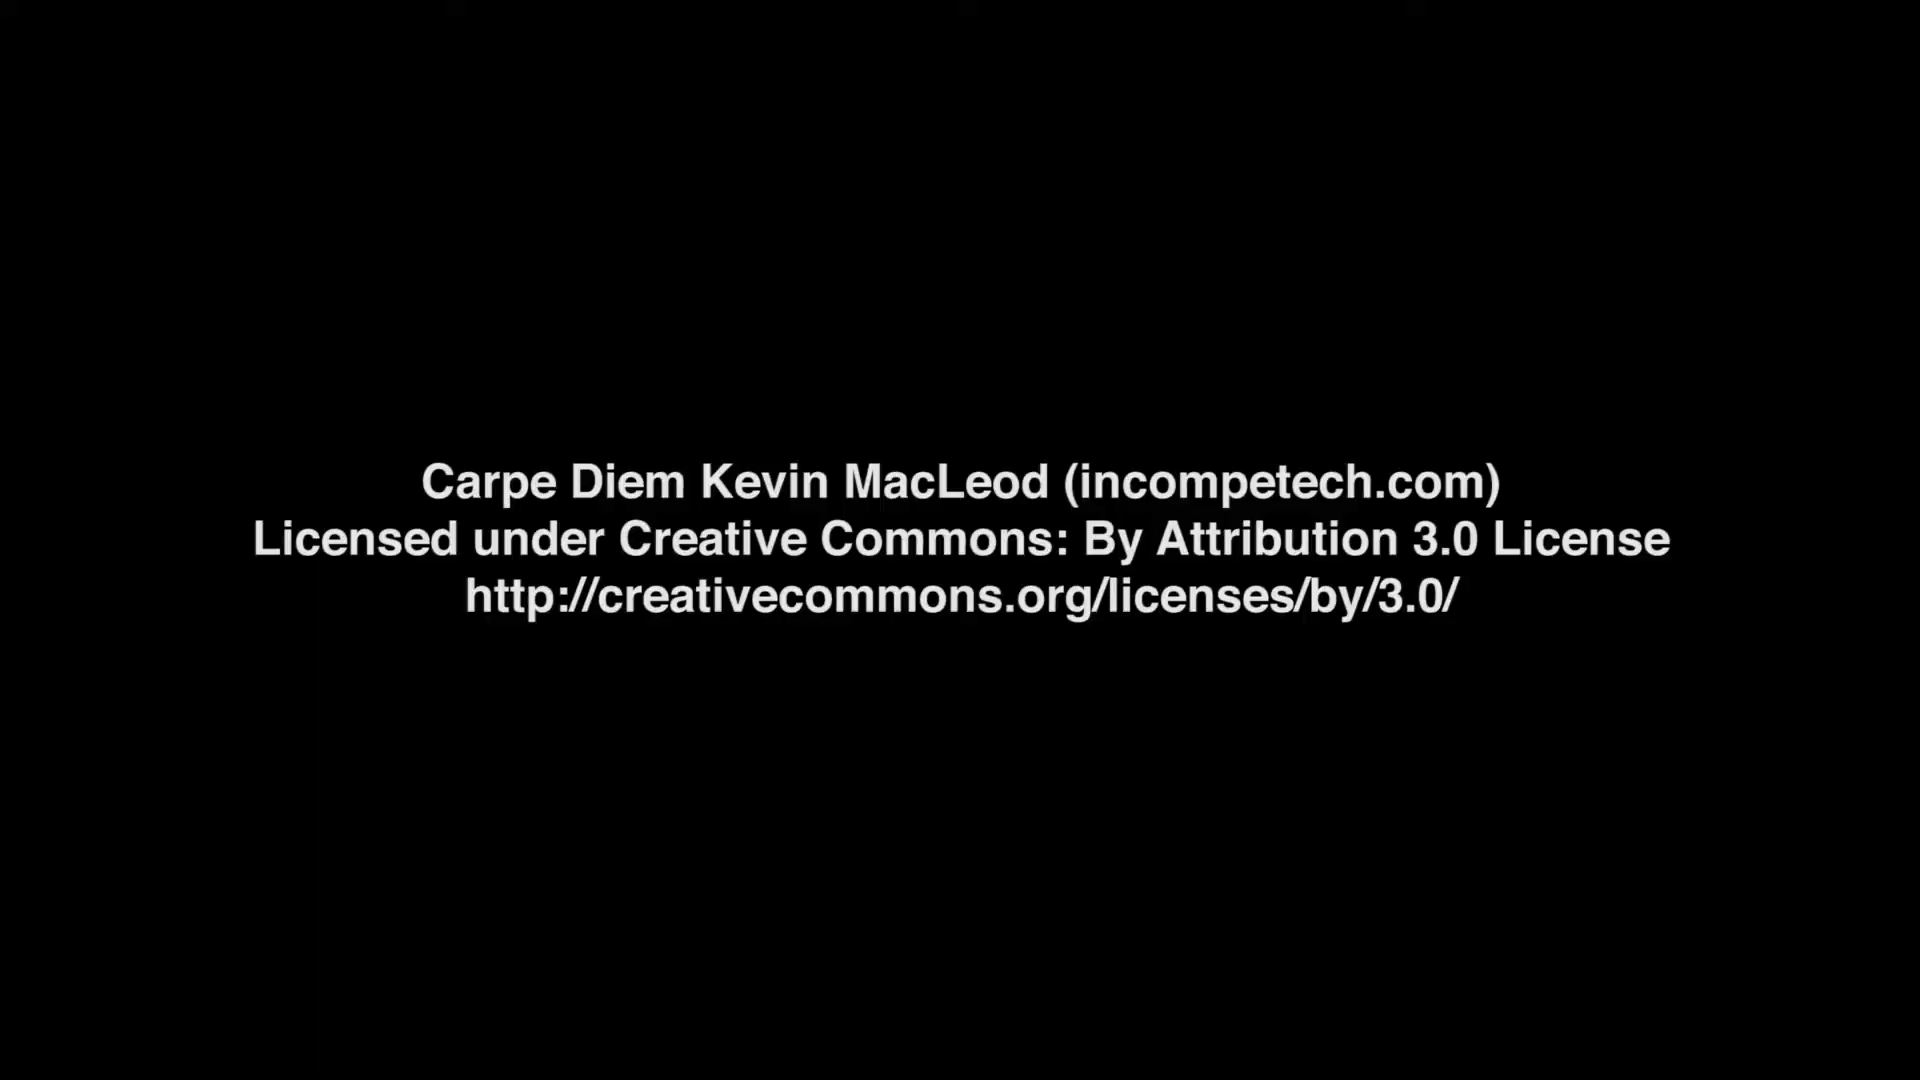 Carpe Diem Kevin MacLeod (incompetech.com)
Licensed under Creative Commons: By Attribution 3.0 License
http://creativecommons.org/licenses/by/3.0/